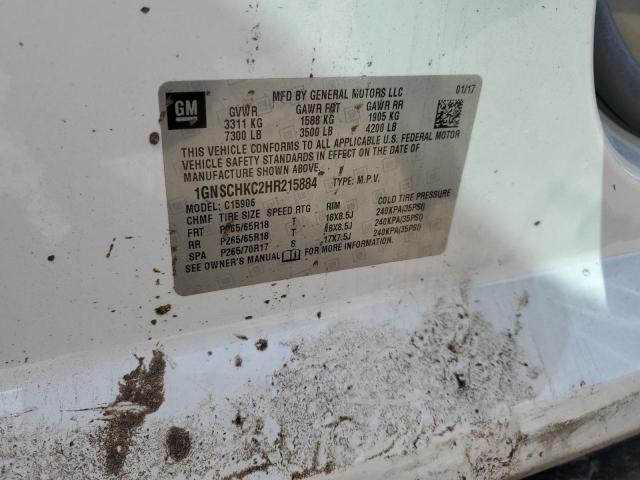 GM
MFD BY GENERAL MOTORS LLC 01/17
GVWR GAWR FRT GAWR RR
3311 KG 1588 KG 1905 KG
7300 LB 3500 LB 4200 LB
THIS VEHICLE CONFORMS TO ALL APPLICABLE U.S. FEDERAL MOTOR
VEHICLE SAFETY STANDARDS IN EFFECT ON THE DATE OF
MANUFACTURE SHOWN ABOVE.
1GNSCHKC2HR215884 TYPE: M.P.V.
MODEL: C15906
CHMF TIRE SIZE SPEED RTG RIM COLD TIRE PRESSURE
FRT P265/65R18 T 18X8.5J 240KPA(35PSI)
RR P265/65R18 T 18X8.5J 240KPA(35PSI)
SPA P265/70R17 S 17X7.5J 240KPA(35PSI)
SEE OWNER'S MANUAL FOR MORE INFORMATION.